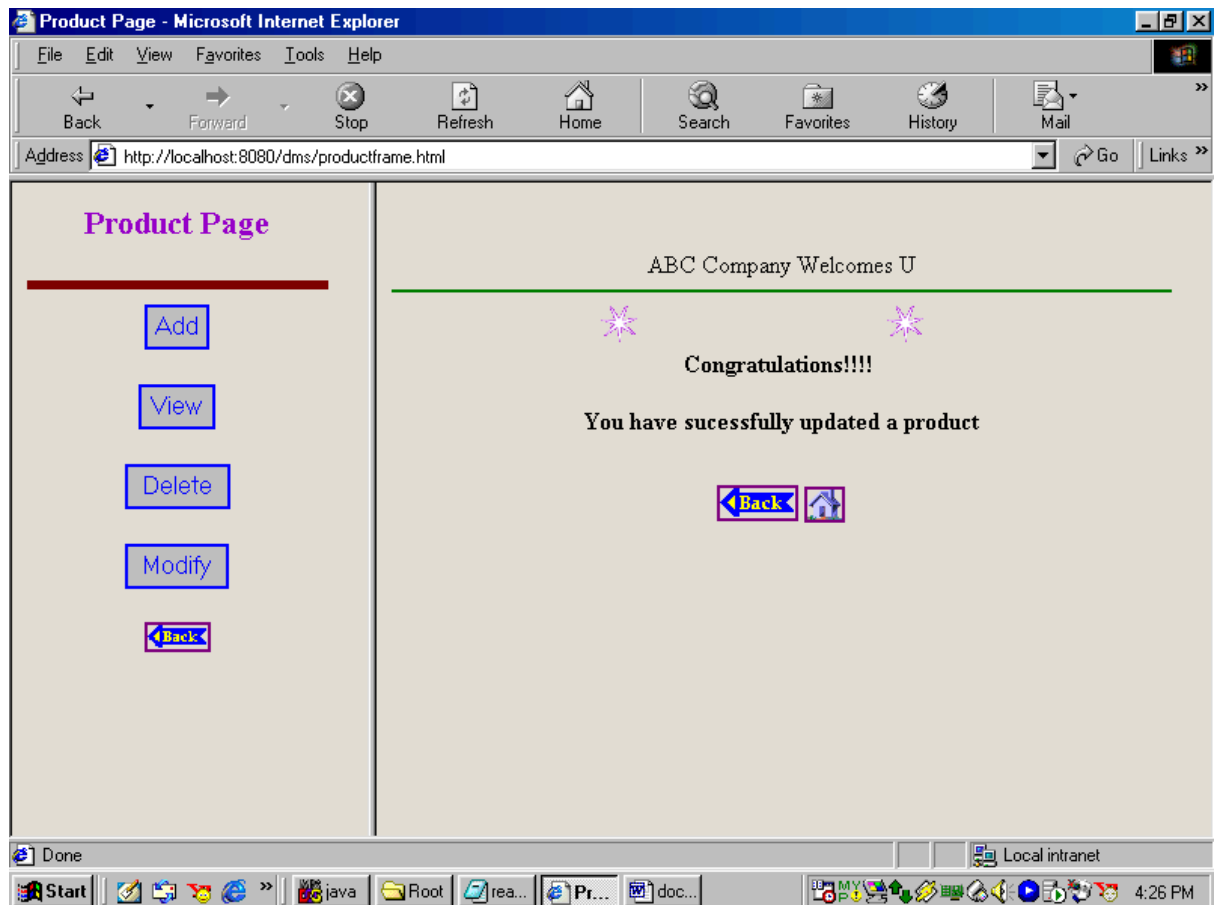 Product Page - Microsoft Internet Explorer
File Edit View Favorites Tools Help
Back Forward Stop Refresh Home Search Favorites History Mail »
Address http://localhost:8080/dms/productframe.html Go Links »
Product Page
Add
View
Delete
Modify
Back
ABC Company Welcomes U
Congratulations!!!!
You have sucessfully updated a product
Back
Done Local intranet
Start » java Root rea... Pr... doc... 4:26 PM